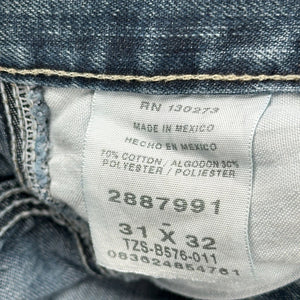 RN 130273
MADE IN MEXICO
HECHO EN MEXICO
70% COTTON / ALGODON 30%
POLYESTER / POLIESTER
2887991
31 X 32
TZS-B576-011
083624854761